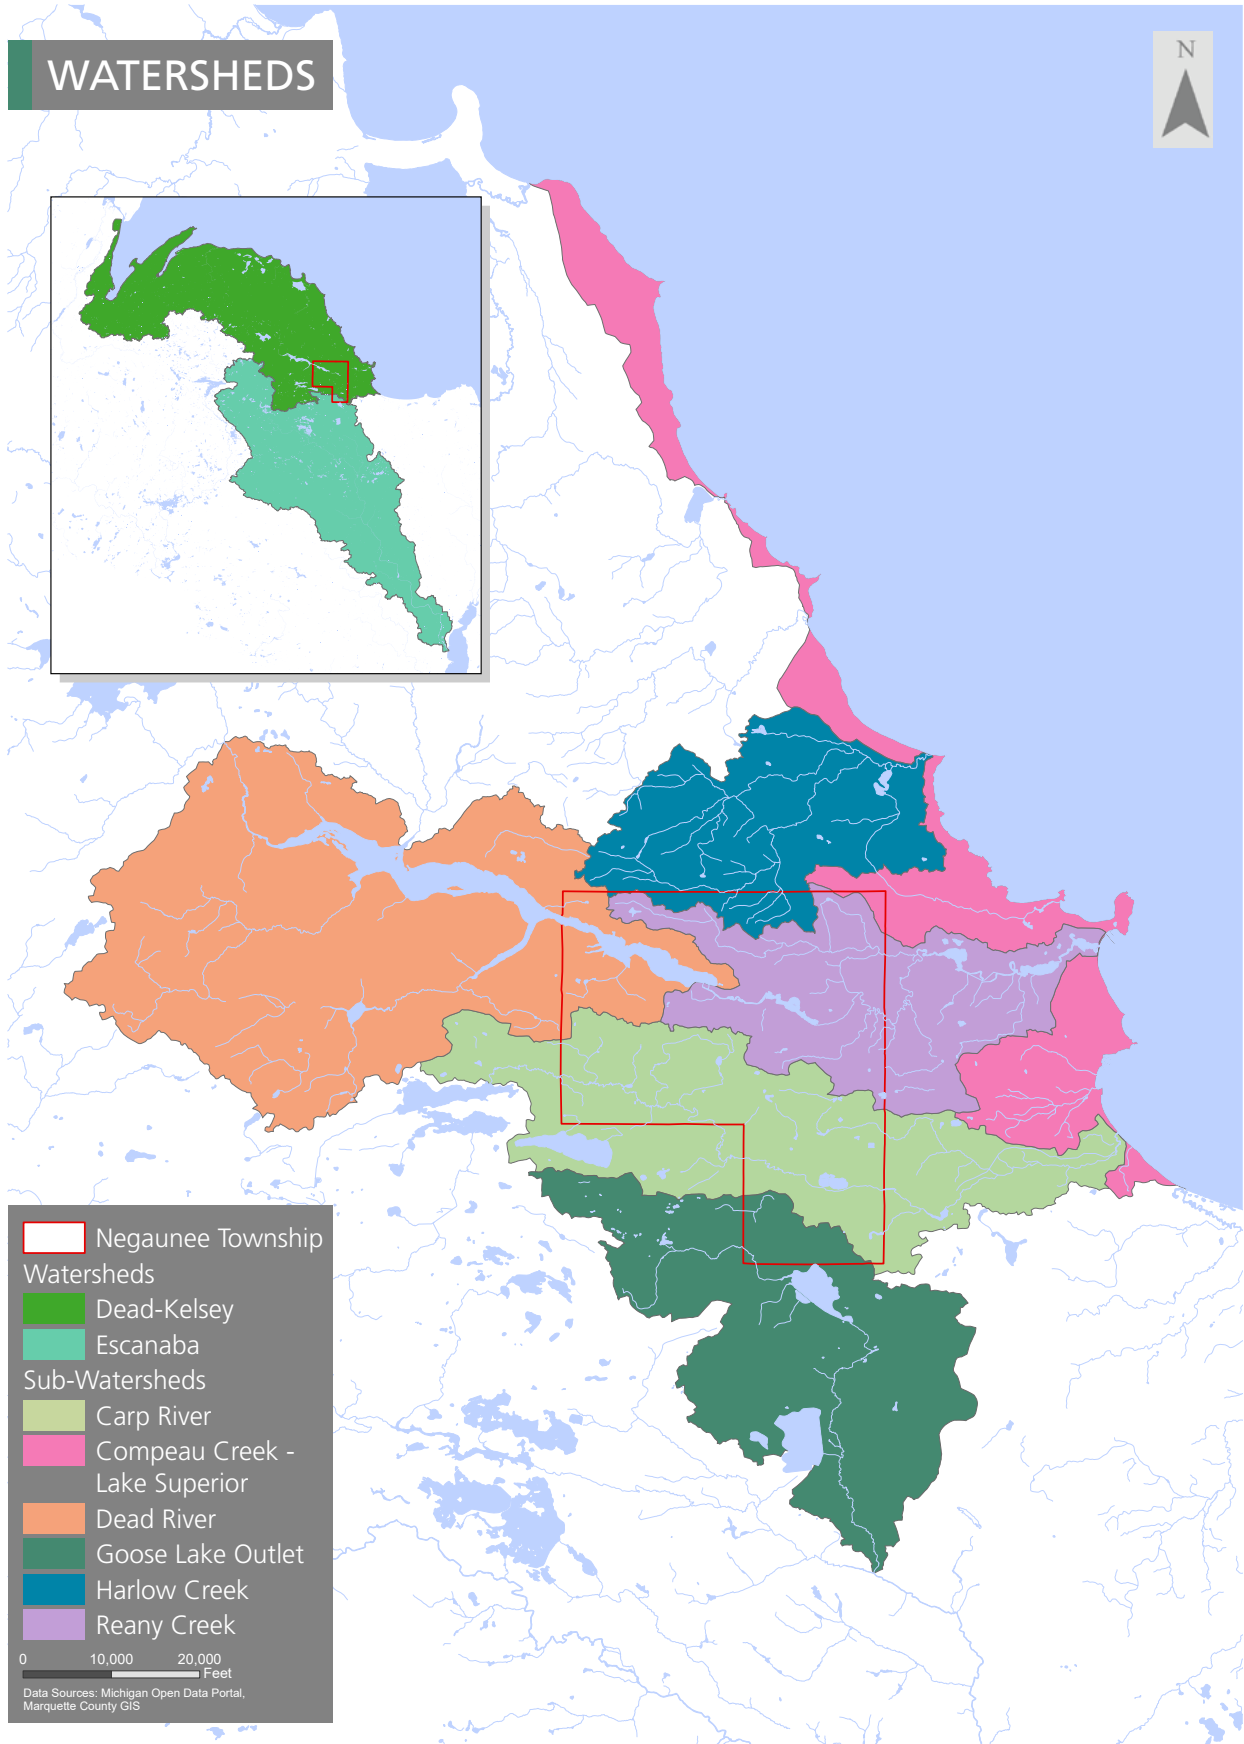 WATERSHEDS
N
Negaunee Township
Watersheds
Dead-Kelsey
Escanaba
Sub-Watersheds
Carp River
Compeau Creek -
Lake Superior
Dead River
Goose Lake Outlet
Harlow Creek
Reany Creek
0 10,000 20,000
Feet
Data Sources: Michigan Open Data Portal,
Marquette County GIS